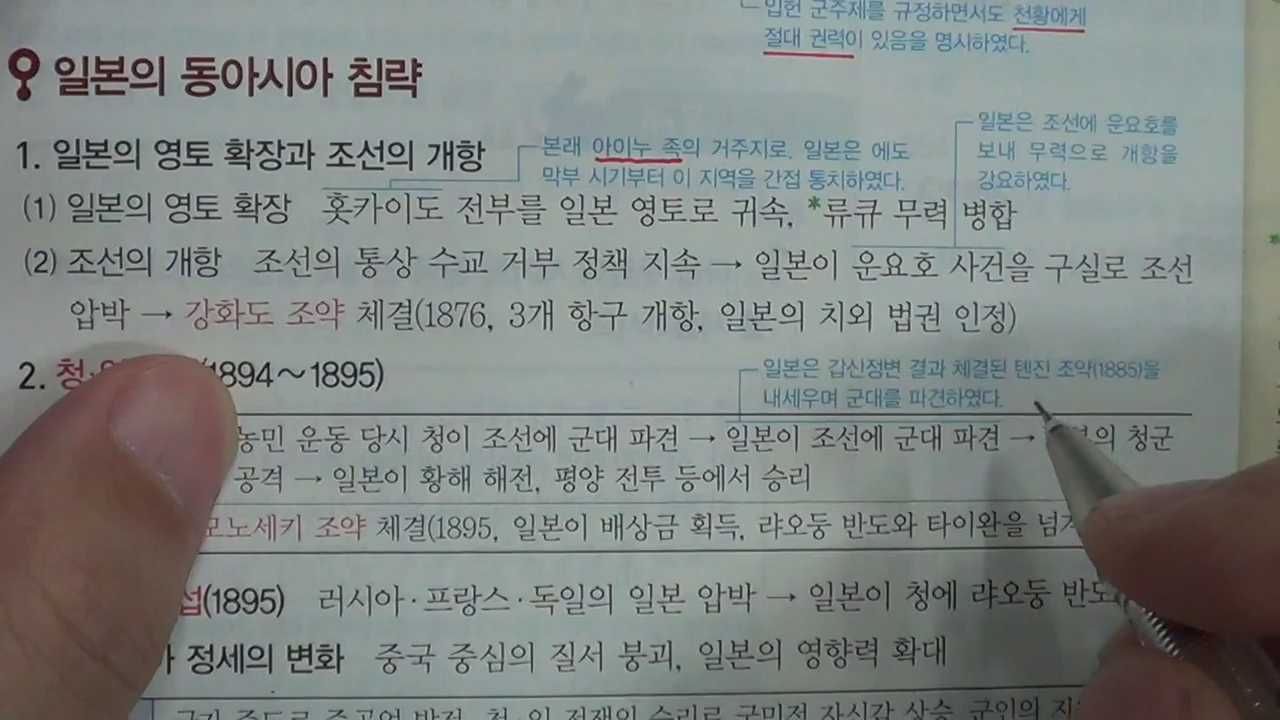 입헌 군주제를 규정하면서도 천황에게
절대 권력이 있음을 명시하였다.
일본의 동아시아 침략
1. 일본의 영토 확장과 조선의 개항
본래 아이누 족의 거주지로, 일본은 에도
막부 시기부터 이 지역을 간접 통치하였다.
일본은 조선에 운요호를
보내 무력으로 개항을
강요하였다.
(1) 일본의 영토 확장 홋카이도 전부를 일본 영토로 귀속, *류큐 무력 병합
(2) 조선의 개항 조선의 통상 수교 거부 정책 지속 → 일본이 운요호 사건을 구실로 조선
압박 → 강화도 조약 체결(1876, 3개 항구 개항, 일본의 치외 법권 인정)
2. 청·(1894～1895)
일본은 갑신정변 결과 체결된 톈진 조약(1885)을
내세우며 군대를 파견하였다.
농민 운동 당시 청이 조선에 군대 파견 → 일본이 조선에 군대 파견 → 청군
공격 → 일본이 황해 해전, 평양 전투 등에서 승리
모노세키 조약 체결(1895, 일본이 배상금 획득, 랴오둥 반도와 타이완을
섭(1895) 러시아·프랑스·독일의 일본 압박 → 일본이 청에 랴오둥
정세의 변화 중국 중심의 질서 붕괴, 일본의 영향력 확대